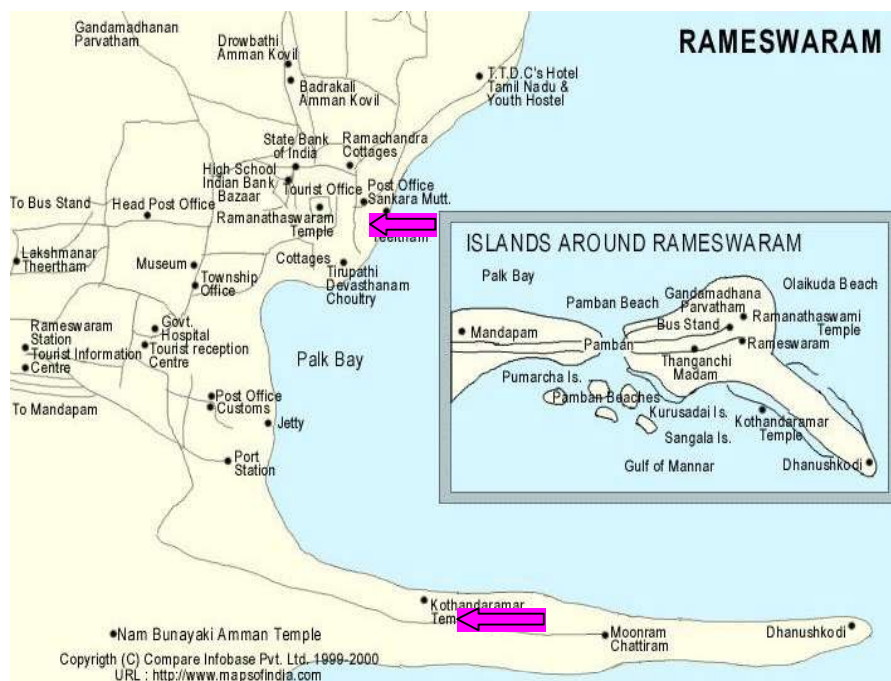 RAMESWARAM
Gandamadhanan
Parvatham
Drowbathi
Amman Kovil
Badrakali
Amman Kovil
T.T.D.C's Hotel
Tamil Nadu &
Youth Hostel
State Bank
of India
Ramachandra
Cottages
High School
Indian Bank
Bazaar
Tourist Office
Post Office
Sankara Mutt.
To Bus Stand
Head Post Office
Ramanathaswaram
Temple
Lakshmanar
Theertham
Museum
Township
Office
Cottages
Tirupathi
Devasthanam
Choultry
Rameswaram
Station
Tourist Information
Centre
Govt.
Hospital
Tourist reception
Centre
Palk Bay
To Mandapam
Post Office
Customs
Jetty
Port
Station
ISLANDS AROUND RAMESWARAM
Palk Bay
Pamban Beach
Gandamadhana
Parvatham
Olaikuda Beach
Mandapam
Bus Stand
Ramanathaswami
Temple
Pamban
Rameswaram
Thanganchi
Madam
Pumarcha Is.
Pamban Beaches
Kurusadai Is.
Kothandaramar
Temple
Sangala Is.
Gulf of Mannar
Dhanushkodi
Kothandaramar
Nam Bunayaki Amman Temple
Moonram
Chattiram
Dhanushkodi
Copyrigth (C) Compare Infobase Pvt. Ltd. 1999-2000
URL : http://www.mapsofindia.com